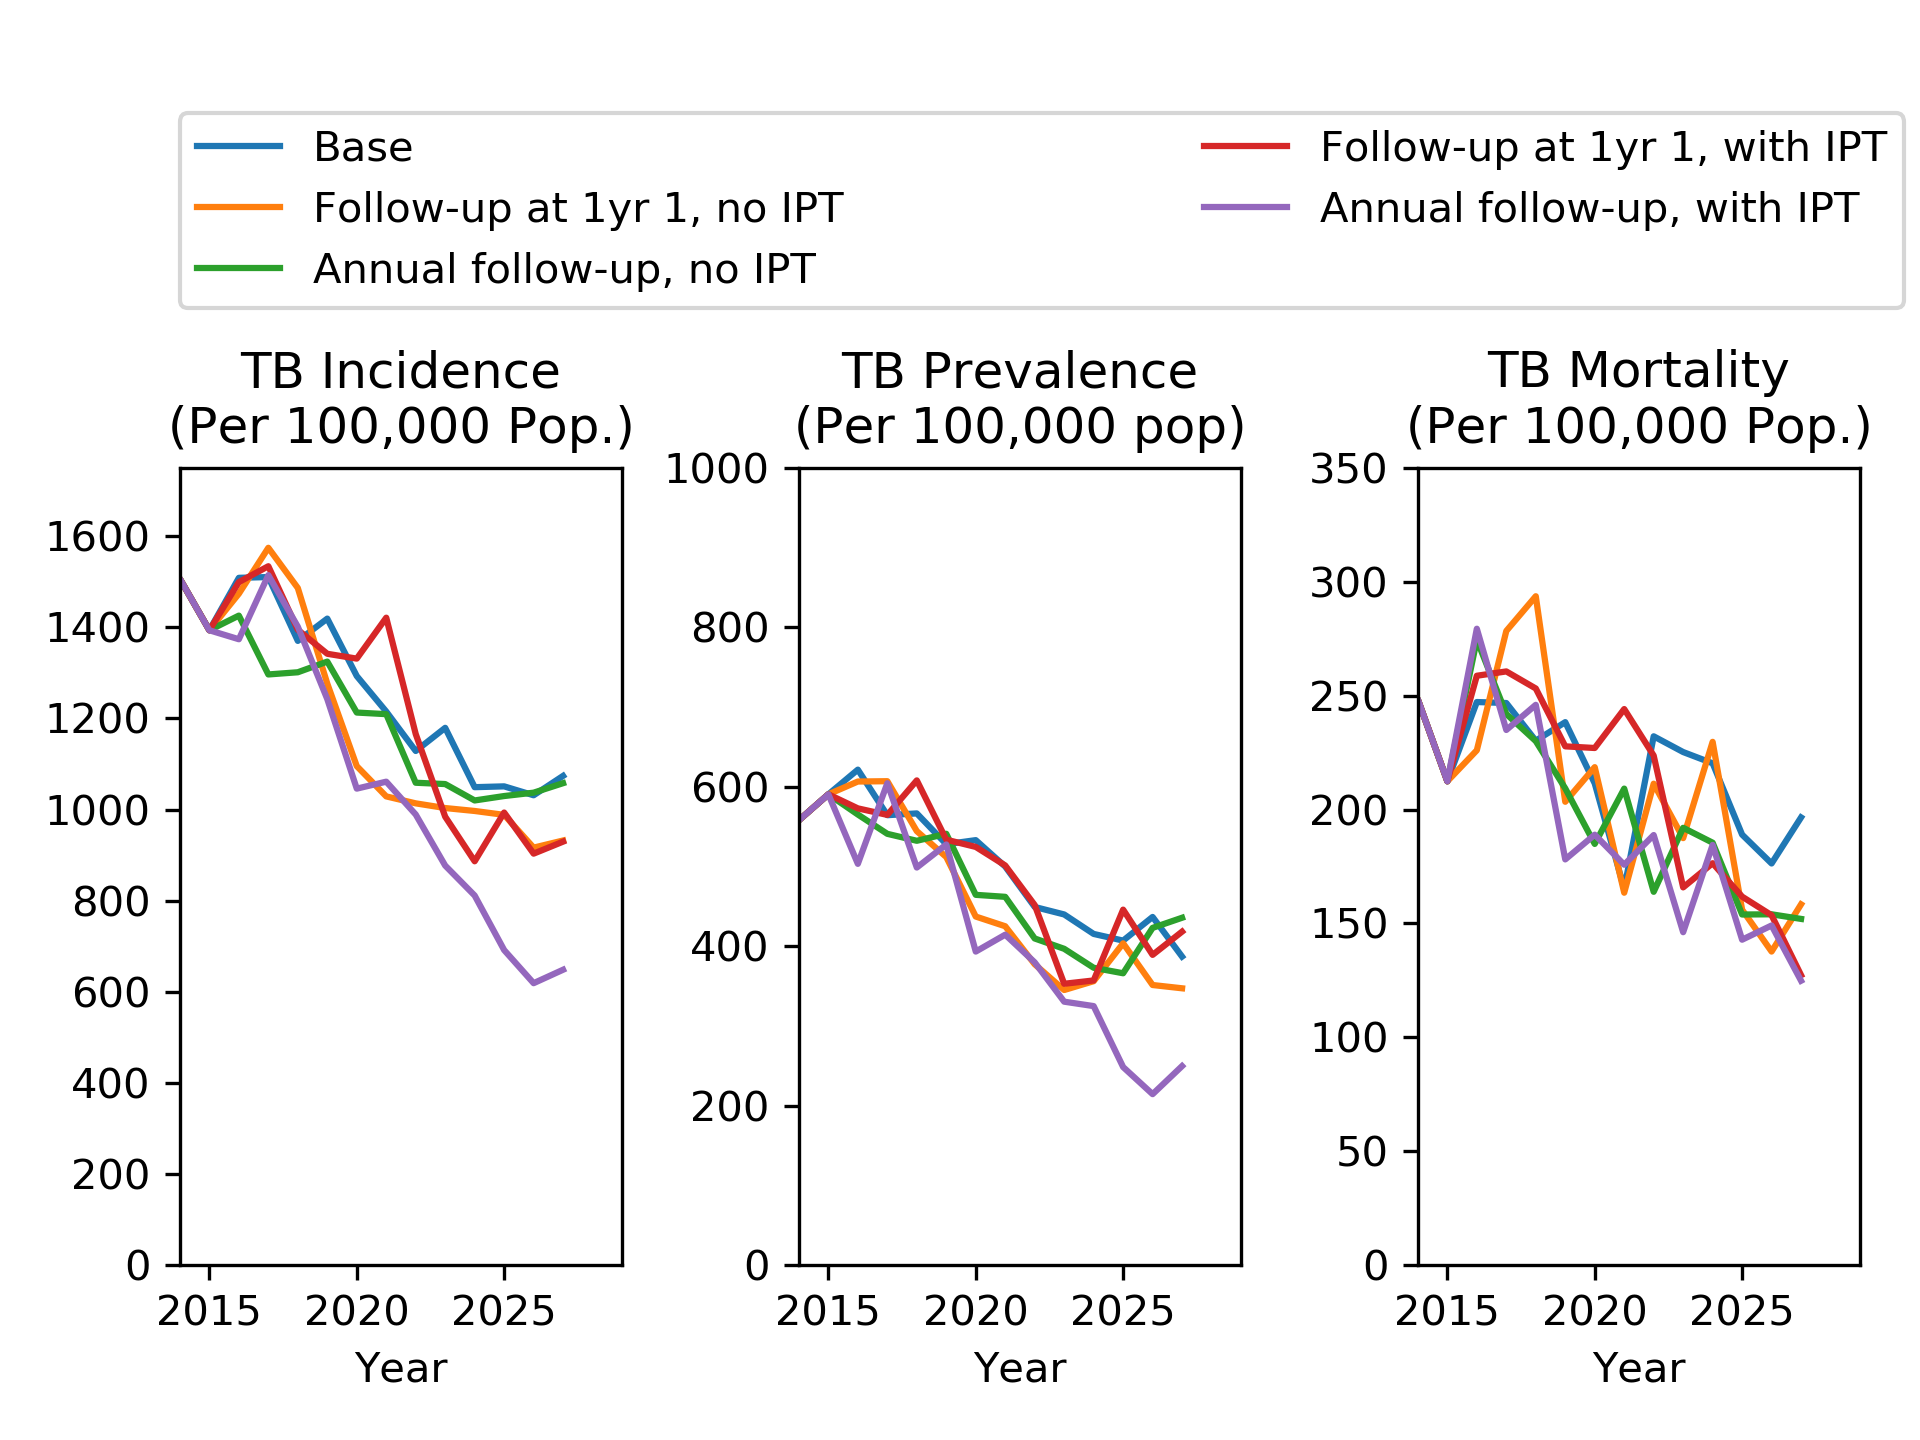 Base
Follow-up at 1yr 1, no IPT
Annual follow-up, no IPT
Follow-up at 1yr 1, with IPT
Annual follow-up, with IPT
TB Incidence
(Per 100,000 Pop.)
1600
1400
1200
1000
800
600
400
200
0
2015 2020 2025
Year
TB Prevalence
(Per 100,000 pop)
1000
800
600
400
200
0
2015 2020 2025
Year
TB Mortality
(Per 100,000 Pop.)
350
300
250
200
150
100
50
0
2015 2020 2025
Year